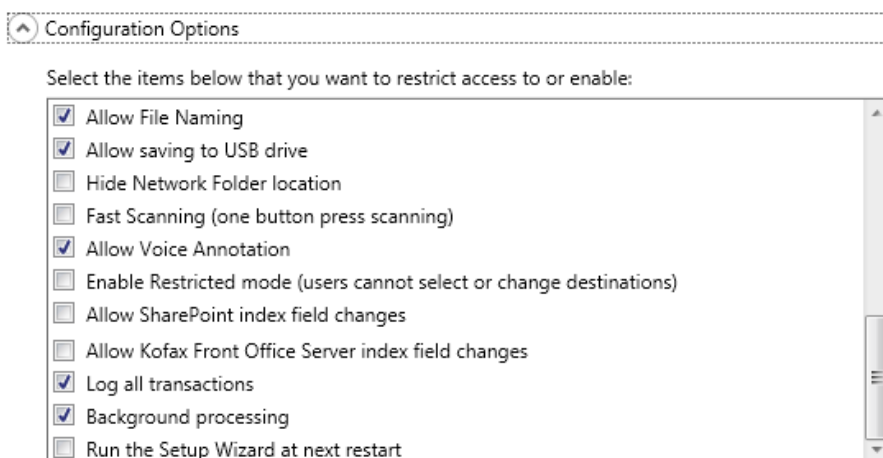 Configuration Options
Select the items below that you want to restrict access to or enable:
Allow File Naming
Allow saving to USB drive
Hide Network Folder location
Fast Scanning (one button press scanning)
Allow Voice Annotation
Enable Restricted mode (users cannot select or change destinations)
Allow SharePoint index field changes
Allow Kofax Front Office Server index field changes
Log all transactions
Background processing
Run the Setup Wizard at next restart